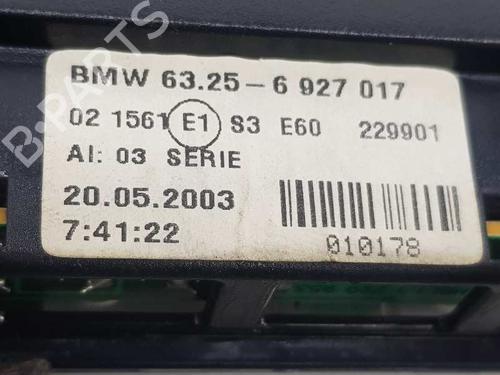 BMW 63.25-6 927 017
02 1561 E1 S3 E60 229901
AI: 03 SERIE
20.05.2003
7:41:22
010178
B-PARTS